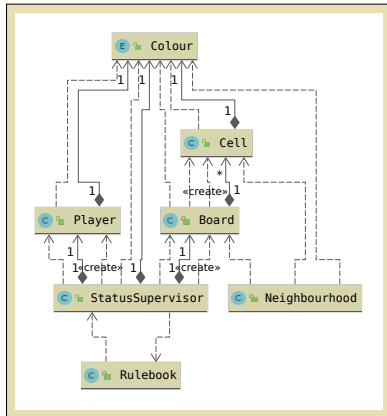 E Colour
1 1 1
1
C Cell
«create» * 1
1
C Player
C Board
1 1
1 «create» 1 «create»
C StatusSupervisor
C Neighbourhood
C Rulebook